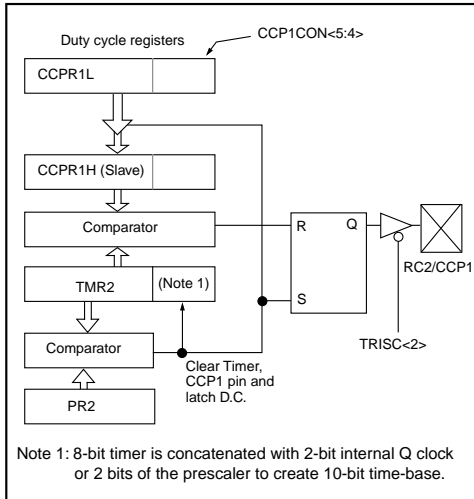 Duty cycle registers
CCP1CON<5:4>
CCPR1L
CCPR1H (Slave)
Comparator
R
Q
RC2/CCP1
TMR2
(Note 1)
S
TRISC<2>
Comparator
Clear Timer,
CCP1 pin and
latch D.C.
PR2
Note 1: 8-bit timer is concatenated with 2-bit internal Q clock
or 2 bits of the prescaler to create 10-bit time-base.